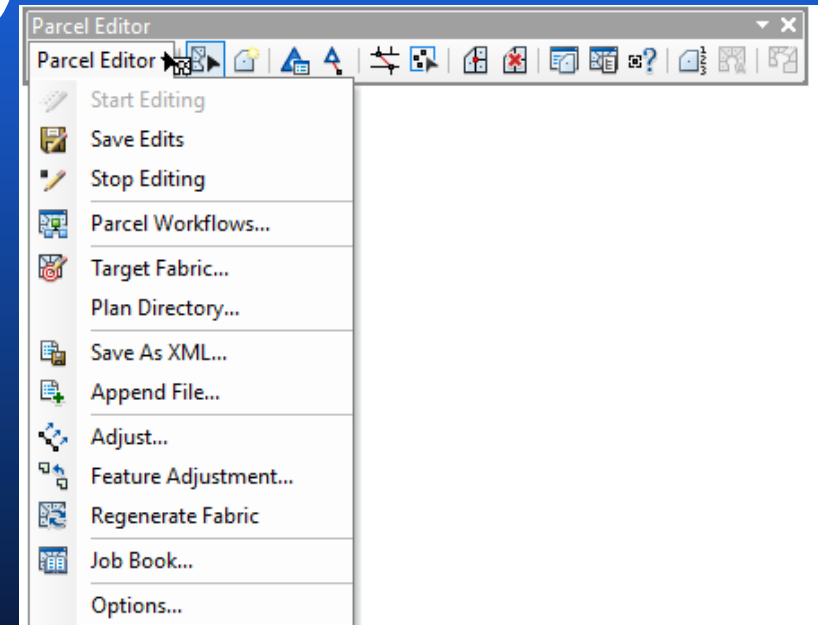 Parcel Editor
Parcel Editor
Start Editing
Save Edits
Stop Editing
Parcel Workflows...
Target Fabric...
Plan Directory...
Save As XML...
Append File...
Adjust...
Feature Adjustment...
Regenerate Fabric
Job Book...
Options...